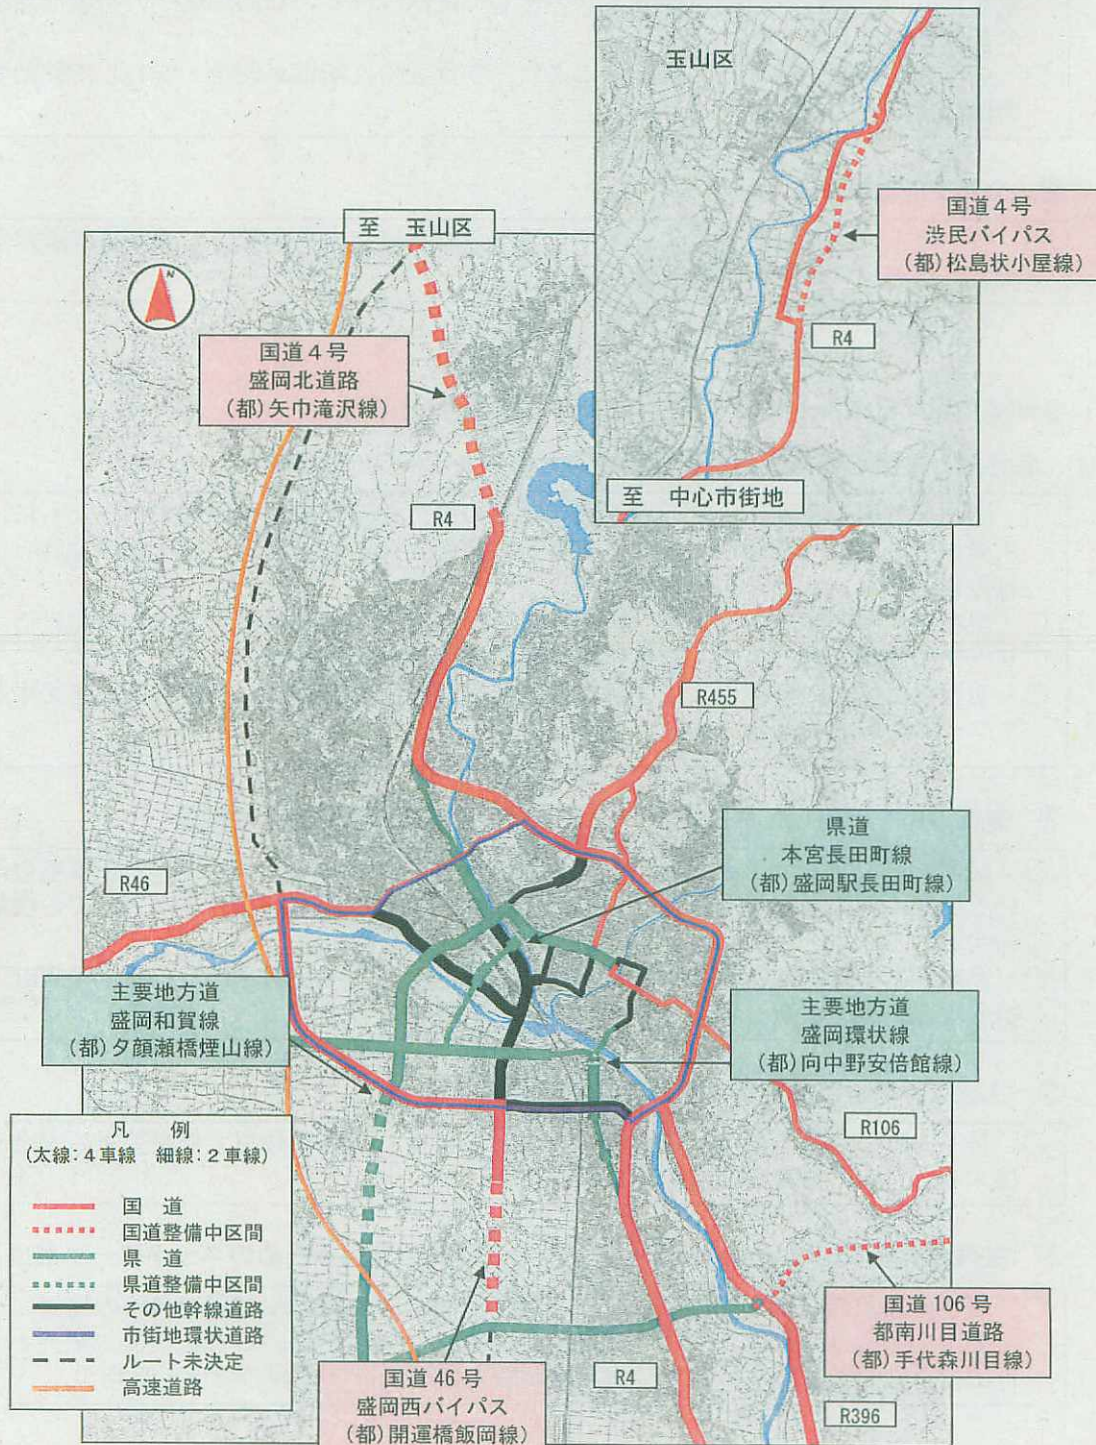 玉山区
国道4号
渋民バイパス
(都)松島状小屋線)
R4
至 中心市街地
至 玉山区
N
国道4号
盛岡北道路
(都)矢巾滝沢線)
R4
R455
県道
本宮長田町線
(都)盛岡駅長田町線)
R46
主要地方道
盛岡和賀線
(都)夕顔瀬橋煙山線)
主要地方道
盛岡環状線
(都)向中野安倍館線)
R106
凡 例
(太線:4車線 細線:2車線)
国 道
国道整備中区間
県 道
県道整備中区間
その他幹線道路
市街地環状道路
ルート未決定
高速道路
国道106号
都南川目道路
(都)手代森川目線)
国道46号
盛岡西バイパス
(都)開運橋飯岡線)
R4
R396